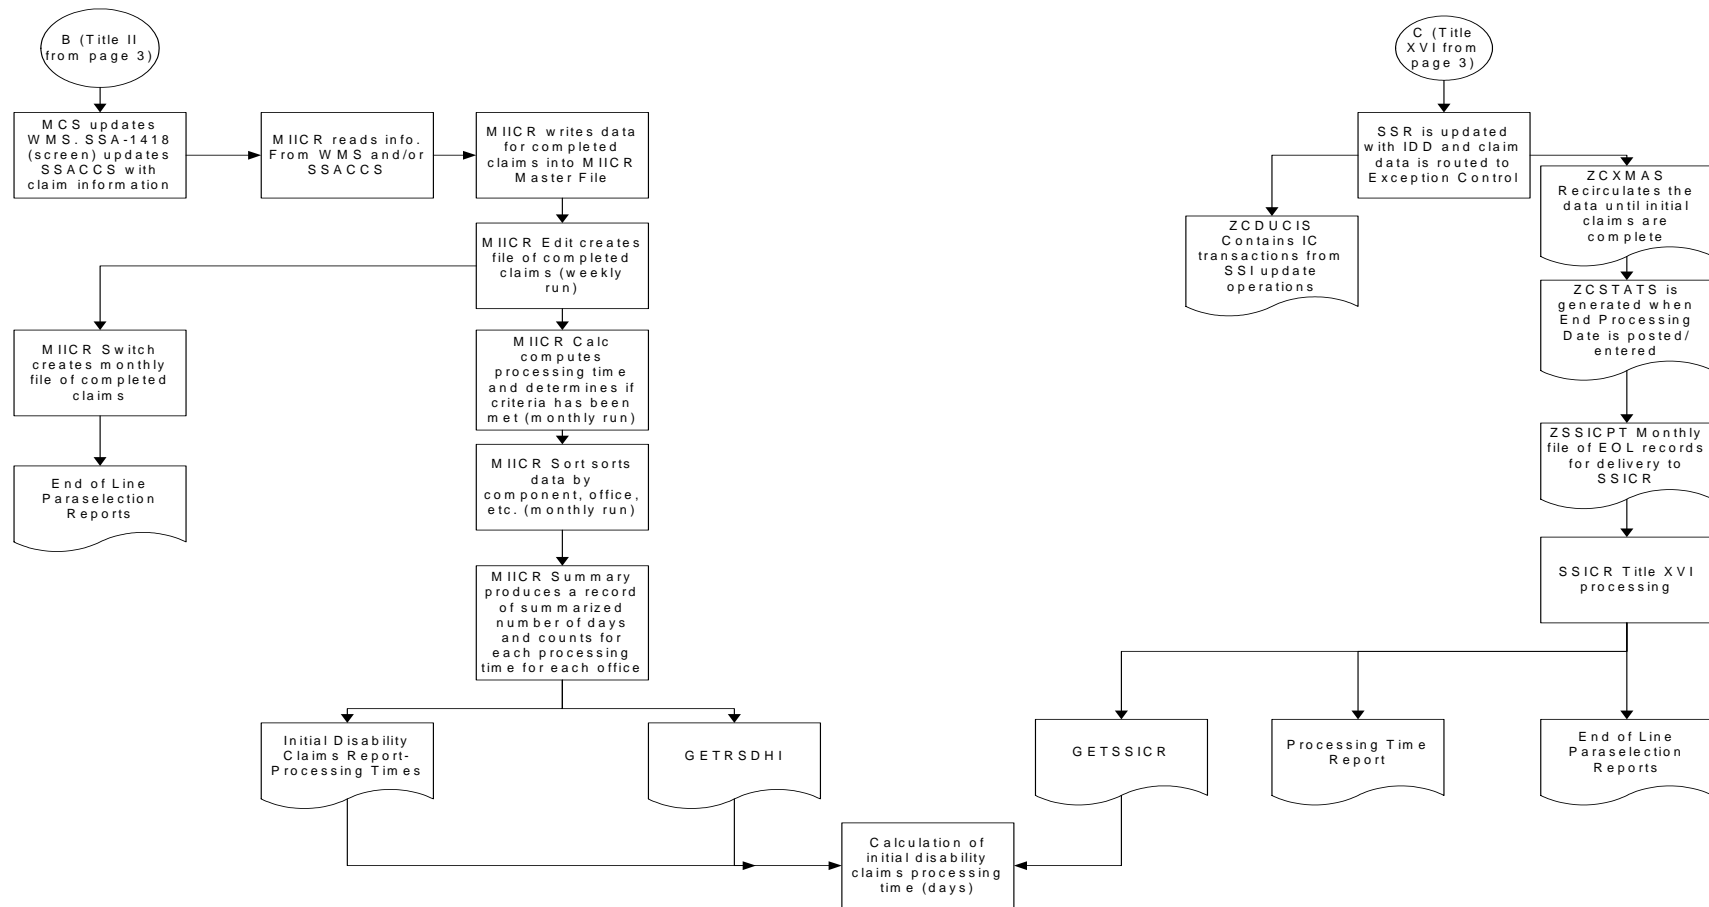 B (Title II
from page 3)
MCS updates
WMS. SSA-1418
(screen) updates
SSACCS with
claim information
MIICR reads info.
From WMS and/or
SSACCS
MIICR writes data
for completed
claims into MIICR
Master File
MIICR Edit creates
file of completed
claims (weekly
run)
MIICR Switch
creates monthly
file of completed
claims
End of Line
Paraselection
Reports
MIICR Calc
computes
processing time
and determines if
criteria has been
met (monthly run)
MIICR Sort sorts
data by
component, office,
etc. (monthly run)
MIICR Summary
produces a record
of summarized
number of days
and counts for
each processing
time for each office
Initial Disability
Claims Report-
Processing Times
GETRSDHI
C (Title
XVI from
page 3)
SSR is updated
with IDD and claim
data is routed to
Exception Control
ZCDUCIS
Contains IC
transactions from
SSI update
operations
ZCXMAS
Recirculates the
data until initial
claims are
complete
ZCSTATS is
generated when
End Processing
Date is posted/
entered
ZSSICPT Monthly
file of EOL records
for delivery to
SSICR
SSICR Title XVI
processing
GETSSICR
Processing Time
Report
End of Line
Paraselection
Reports
Calculation of
initial disability
claims processing
time (days)